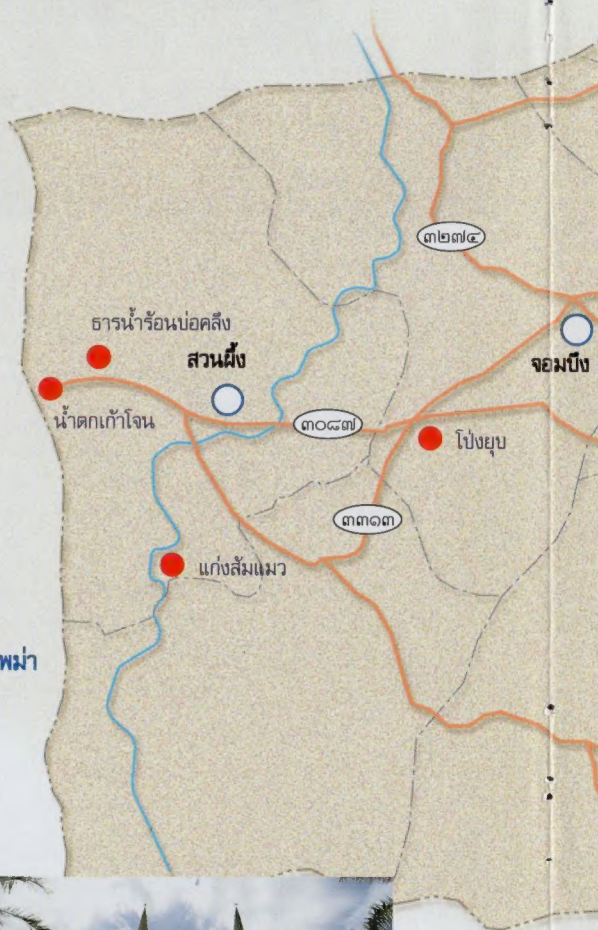 ๓๒๗๔
ธารน้ำร้อนบ่อคลึง
สวนผึ้ง
จอมบึง
น้ำตกเก้าโจน
๓๐๘๗
โป่งยุบ
๓๓๑๓
แก่งส้มแมว
พม่า